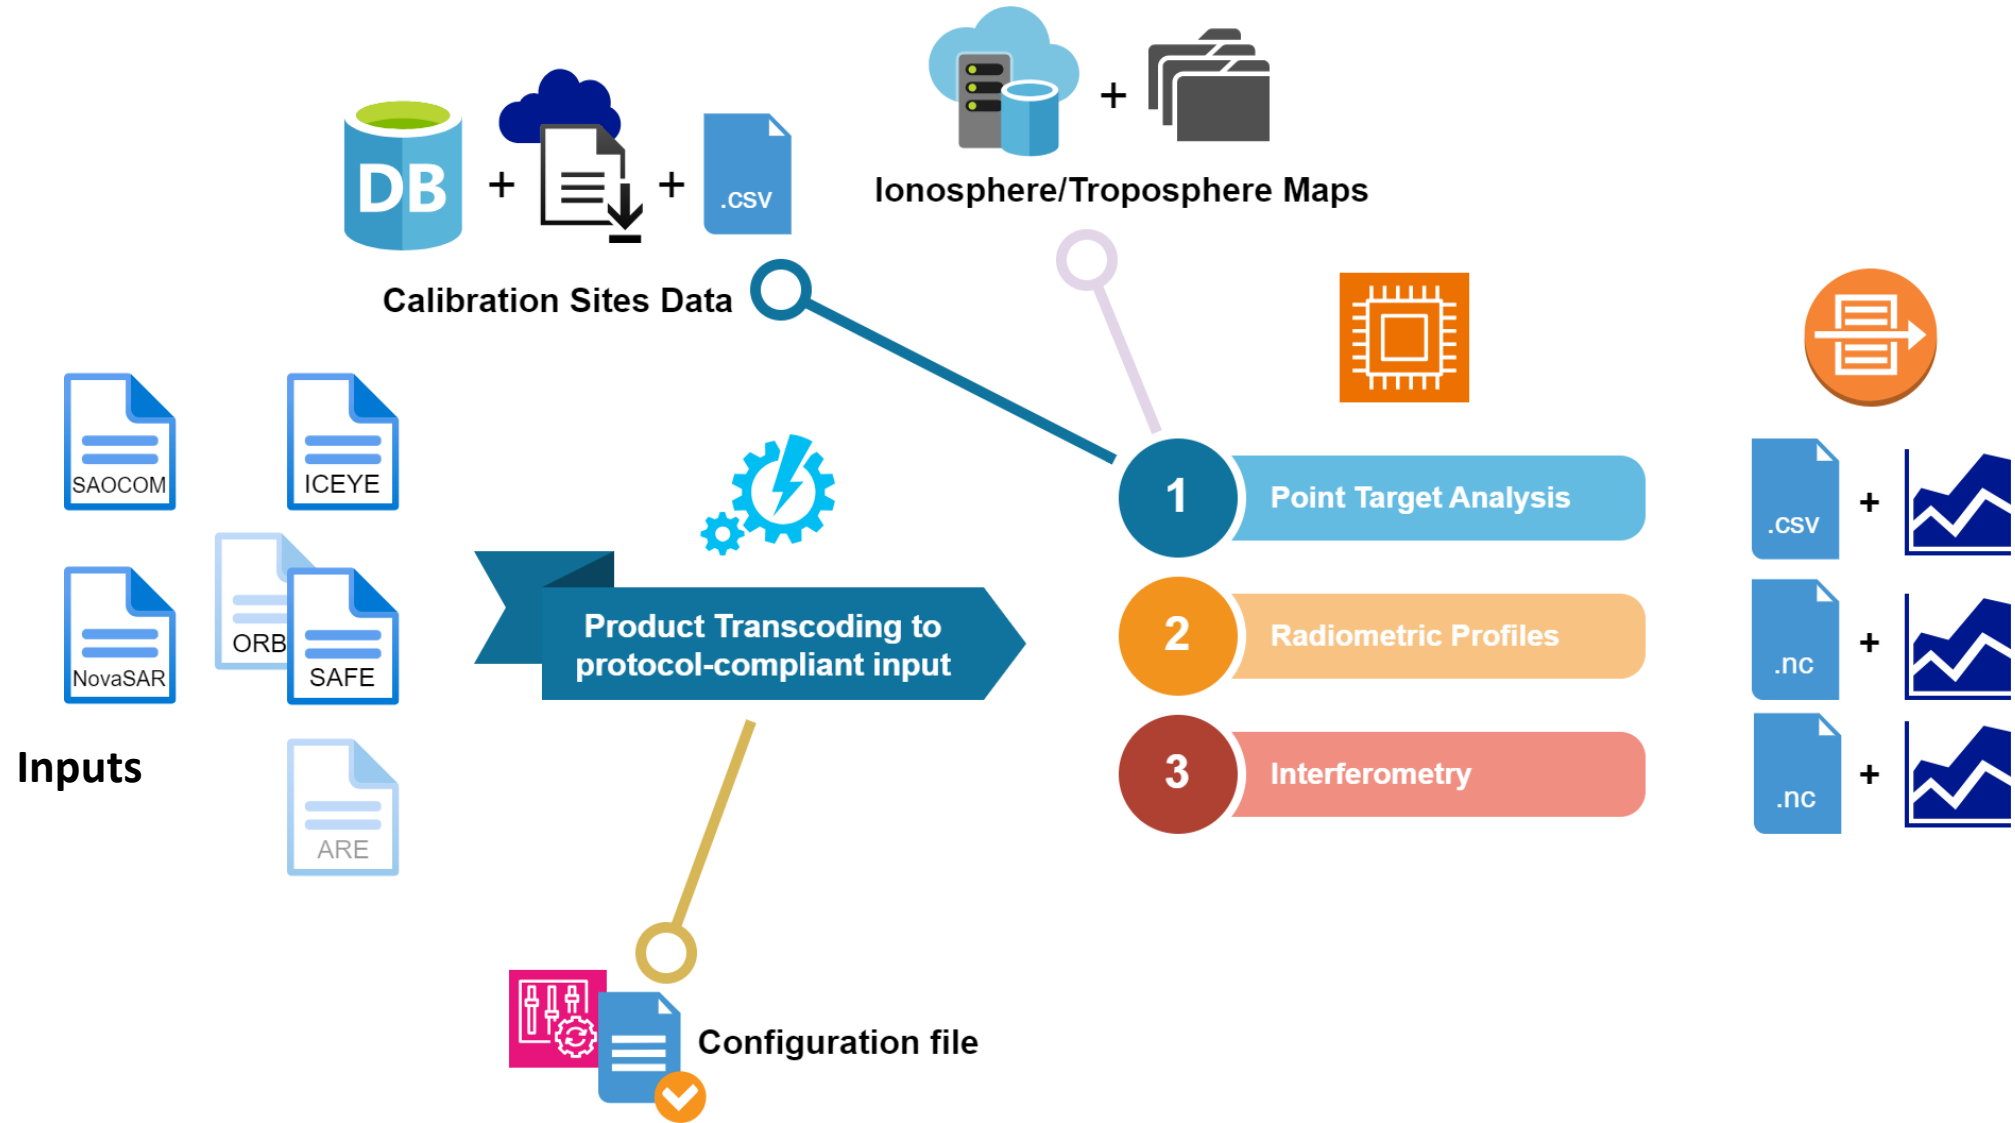 DB
+
+
.CSV
Calibration Sites Data
+
Ionosphere/Troposphere Maps
SAOCOM
ICEYE
NovaSAR
ORB
SAFE
ARE
Inputs
Product Transcoding to
protocol-compliant input
Configuration file
1
Point Target Analysis
.CSV
+
2
Radiometric Profiles
.nc
+
3
Interferometry
.nc
+